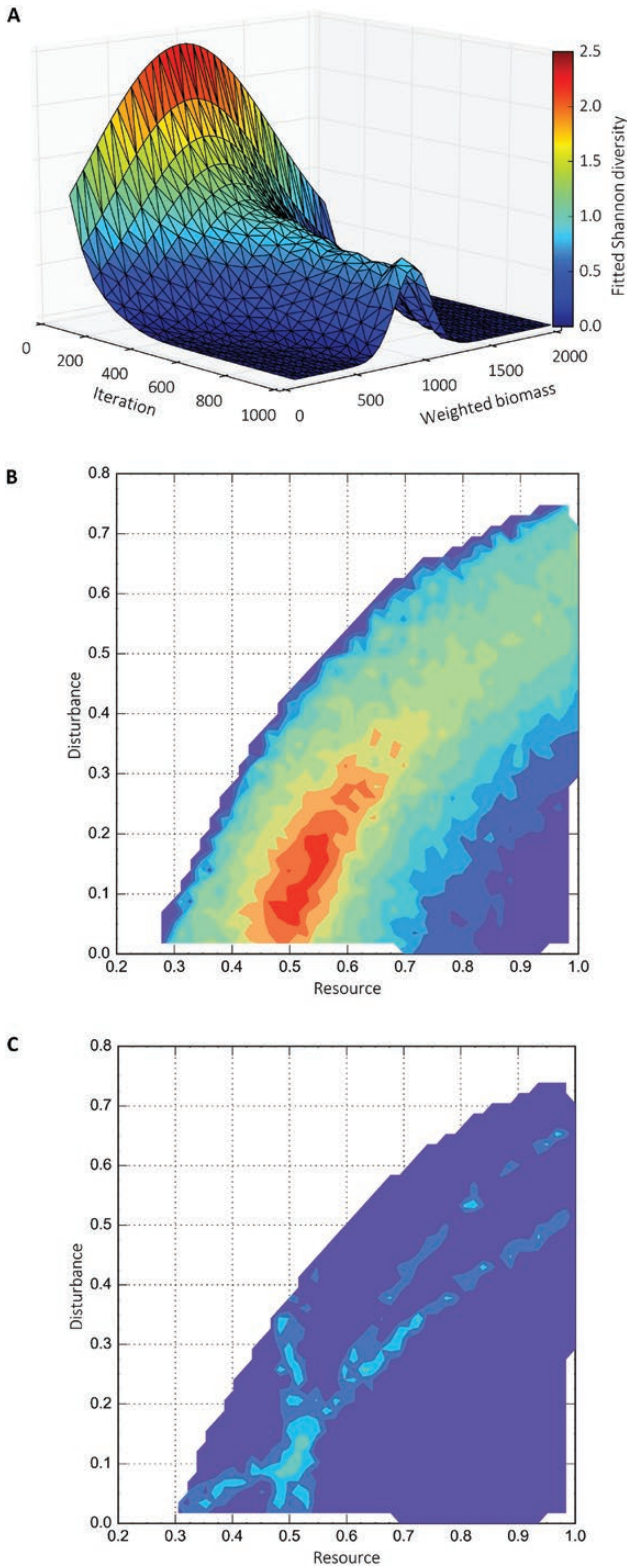 A
2.5
2.0
1.5
1.0
0.5
0.0
Fitted Shannon diversity
0
200
400
600
800
1000
Iteration
0
500
1000
1500
2000
Weighted biomass
B
0.8
0.7
0.6
0.5
0.4
0.3
0.2
0.1
0.0
Disturbance
0.2 0.3 0.4 0.5 0.6 0.7 0.8 0.9 1.0
Resource
C
0.8
0.7
0.6
0.5
0.4
0.3
0.2
0.1
0.0
Disturbance
0.2 0.3 0.4 0.5 0.6 0.7 0.8 0.9 1.0
Resource